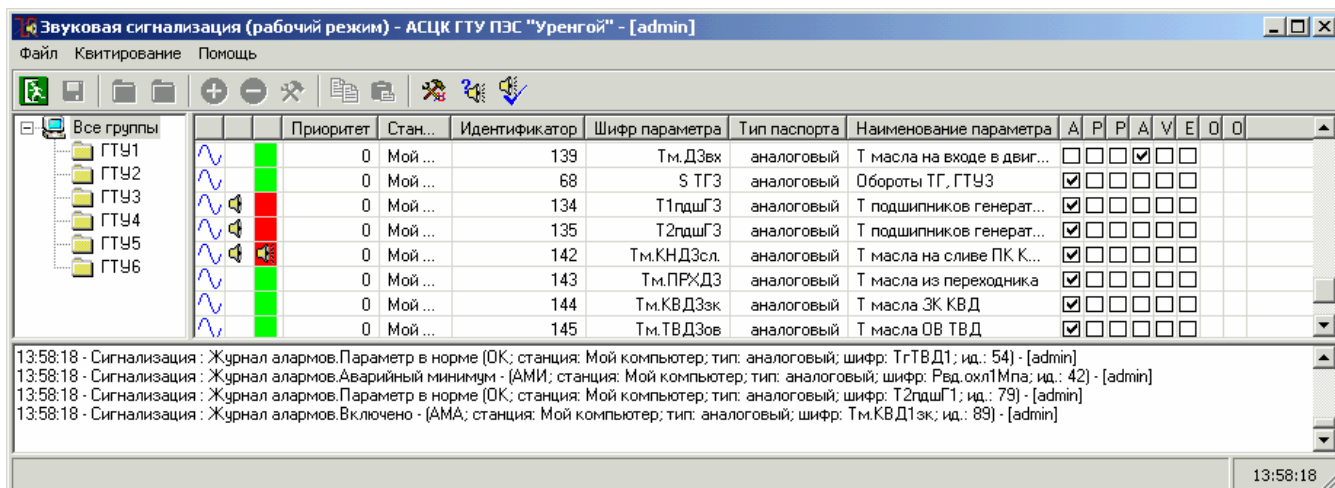 Звуковая сигнализация (рабочий режим) - АСЦК ГТУ ПЭС "Уренгой" - [admin]
Файл Квитирование Помощь
Все группы
ГТУ1
ГТУ2
ГТУ3
ГТУ4
ГТУ5
ГТУ6
Приоритет Стан... Идентификатор Шифр параметра Тип паспорта Наименование параметра А Р Р А V Е О О
0 Мой ... 139 Тм.ДЗвх аналоговый Т масла на входе в двиг...
0 Мой ... 68 S ТГ3 аналоговый Обороты ТГ, ГТУ3
0 Мой ... 134 Т1пдшГ3 аналоговый Т подшипников генерат...
0 Мой ... 135 Т2пдшГ3 аналоговый Т подшипников генерат...
0 Мой ... 142 Тм.КНД3сл. аналоговый Т масла на сливе ПК К...
0 Мой ... 143 Тм.ПРХД3 аналоговый Т масла из переходника
0 Мой ... 144 Тм.КВД3зк аналоговый Т масла ЗК КВД
0 Мой ... 145 Тм.ТВД3ов аналоговый Т масла ОВ ТВД
13:58:18 - Сигнализация : Журнал алармов.Параметр в норме (ОК; станция: Мой компьютер; тип: аналоговый; шифр: ТгТВД1; ид.: 54) - [admin]
13:58:18 - Сигнализация : Журнал алармов.Аварийный минимум - (АМИ; станция: Мой компьютер; тип: аналоговый; шифр: Рвд.охл1Мпа; ид.: 42) - [admin]
13:58:18 - Сигнализация : Журнал алармов.Параметр в норме (ОК; станция: Мой компьютер; тип: аналоговый; шифр: Т2пдшГ1; ид.: 79) - [admin]
13:58:18 - Сигнализация : Журнал алармов.Включено - (АМА; станция: Мой компьютер; тип: аналоговый; шифр: Тм.КВД1зк; ид.: 89) - [admin]
13:58:18